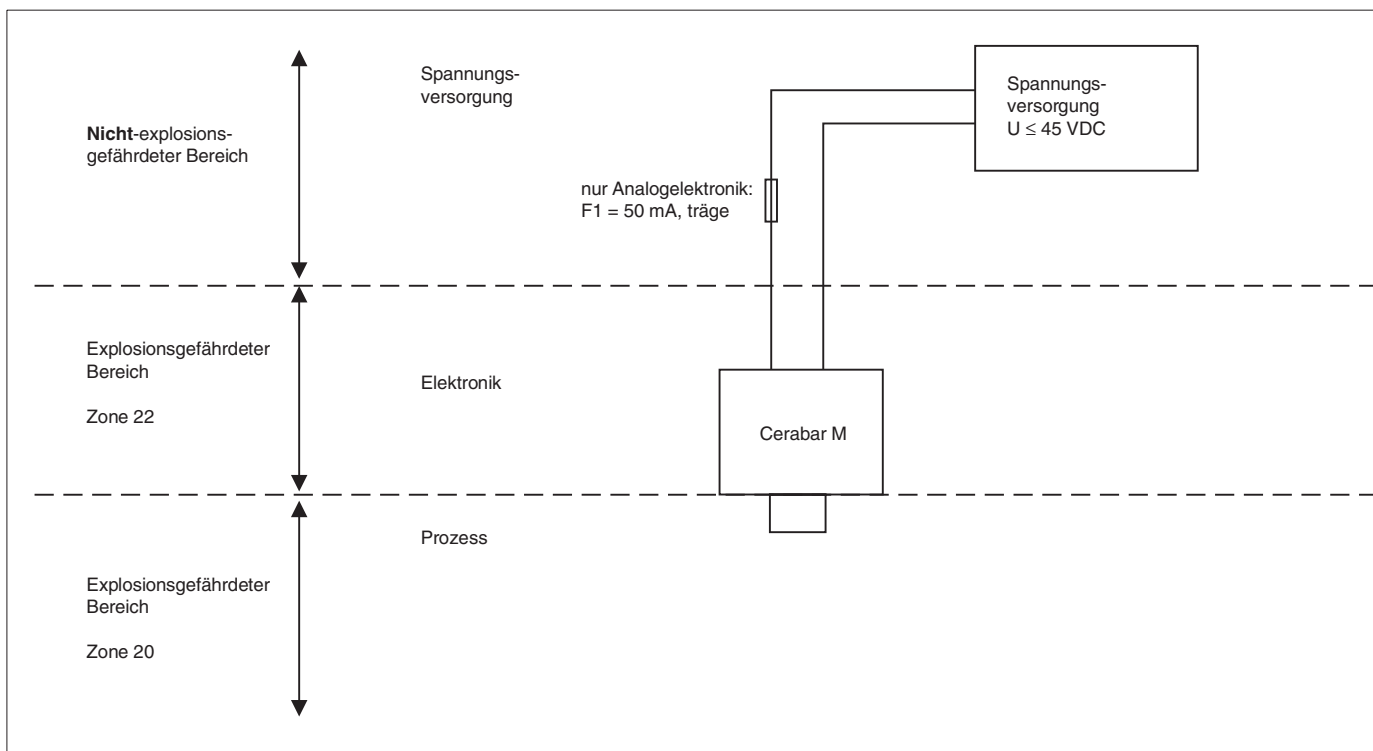 Nicht-explosions-
gefährdeter Bereich
Spannungs-
versorgung
nur Analogelektronik:
F1 = 50 mA, träge
Spannungs-
versorgung
U ≤ 45 VDC
Explosionsgefährdeter
Bereich
Zone 22
Elektronik
Cerabar M
Explosionsgefährdeter
Bereich
Zone 20
Prozess